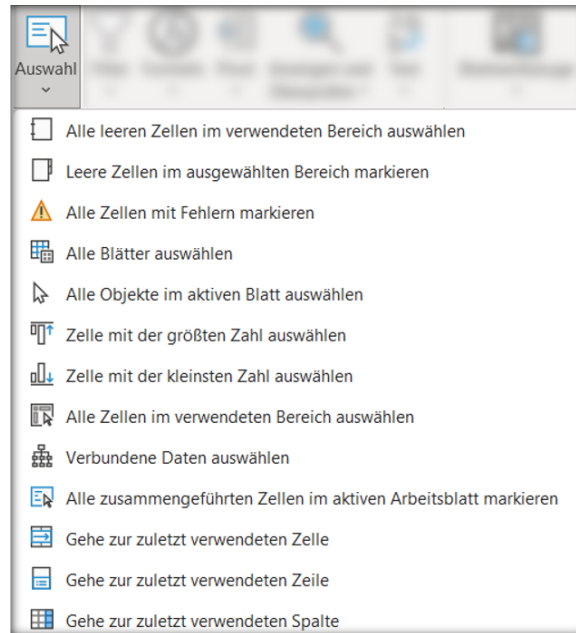 Auswahl
Alle leeren Zellen im verwendeten Bereich auswählen
Leere Zellen im ausgewählten Bereich markieren
Alle Zellen mit Fehlern markieren
Alle Blätter auswählen
Alle Objekte im aktiven Blatt auswählen
Zelle mit der größten Zahl auswählen
Zelle mit der kleinsten Zahl auswählen
Alle Zellen im verwendeten Bereich auswählen
Verbundene Daten auswählen
Alle zusammengeführten Zellen im aktiven Arbeitsblatt markieren
Gehe zur zuletzt verwendeten Zelle
Gehe zur zuletzt verwendeten Zeile
Gehe zur zuletzt verwendeten Spalte